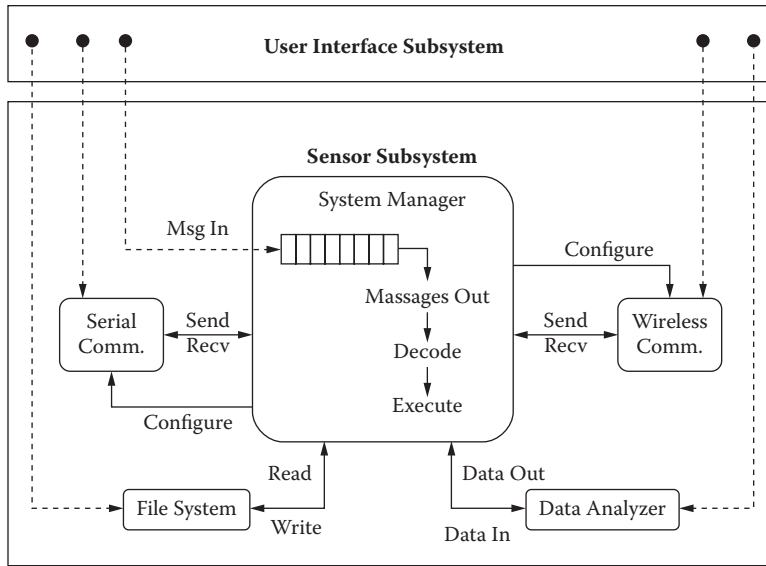 User Interface Subsystem
Sensor Subsystem
System Manager
Msg In
Configure
Massages Out
Serial
Comm.
Send
Recv
Decode
Send
Recv
Wireless
Comm.
Execute
Configure
Read
Data Out
File System
Data Analyzer
Write
Data In